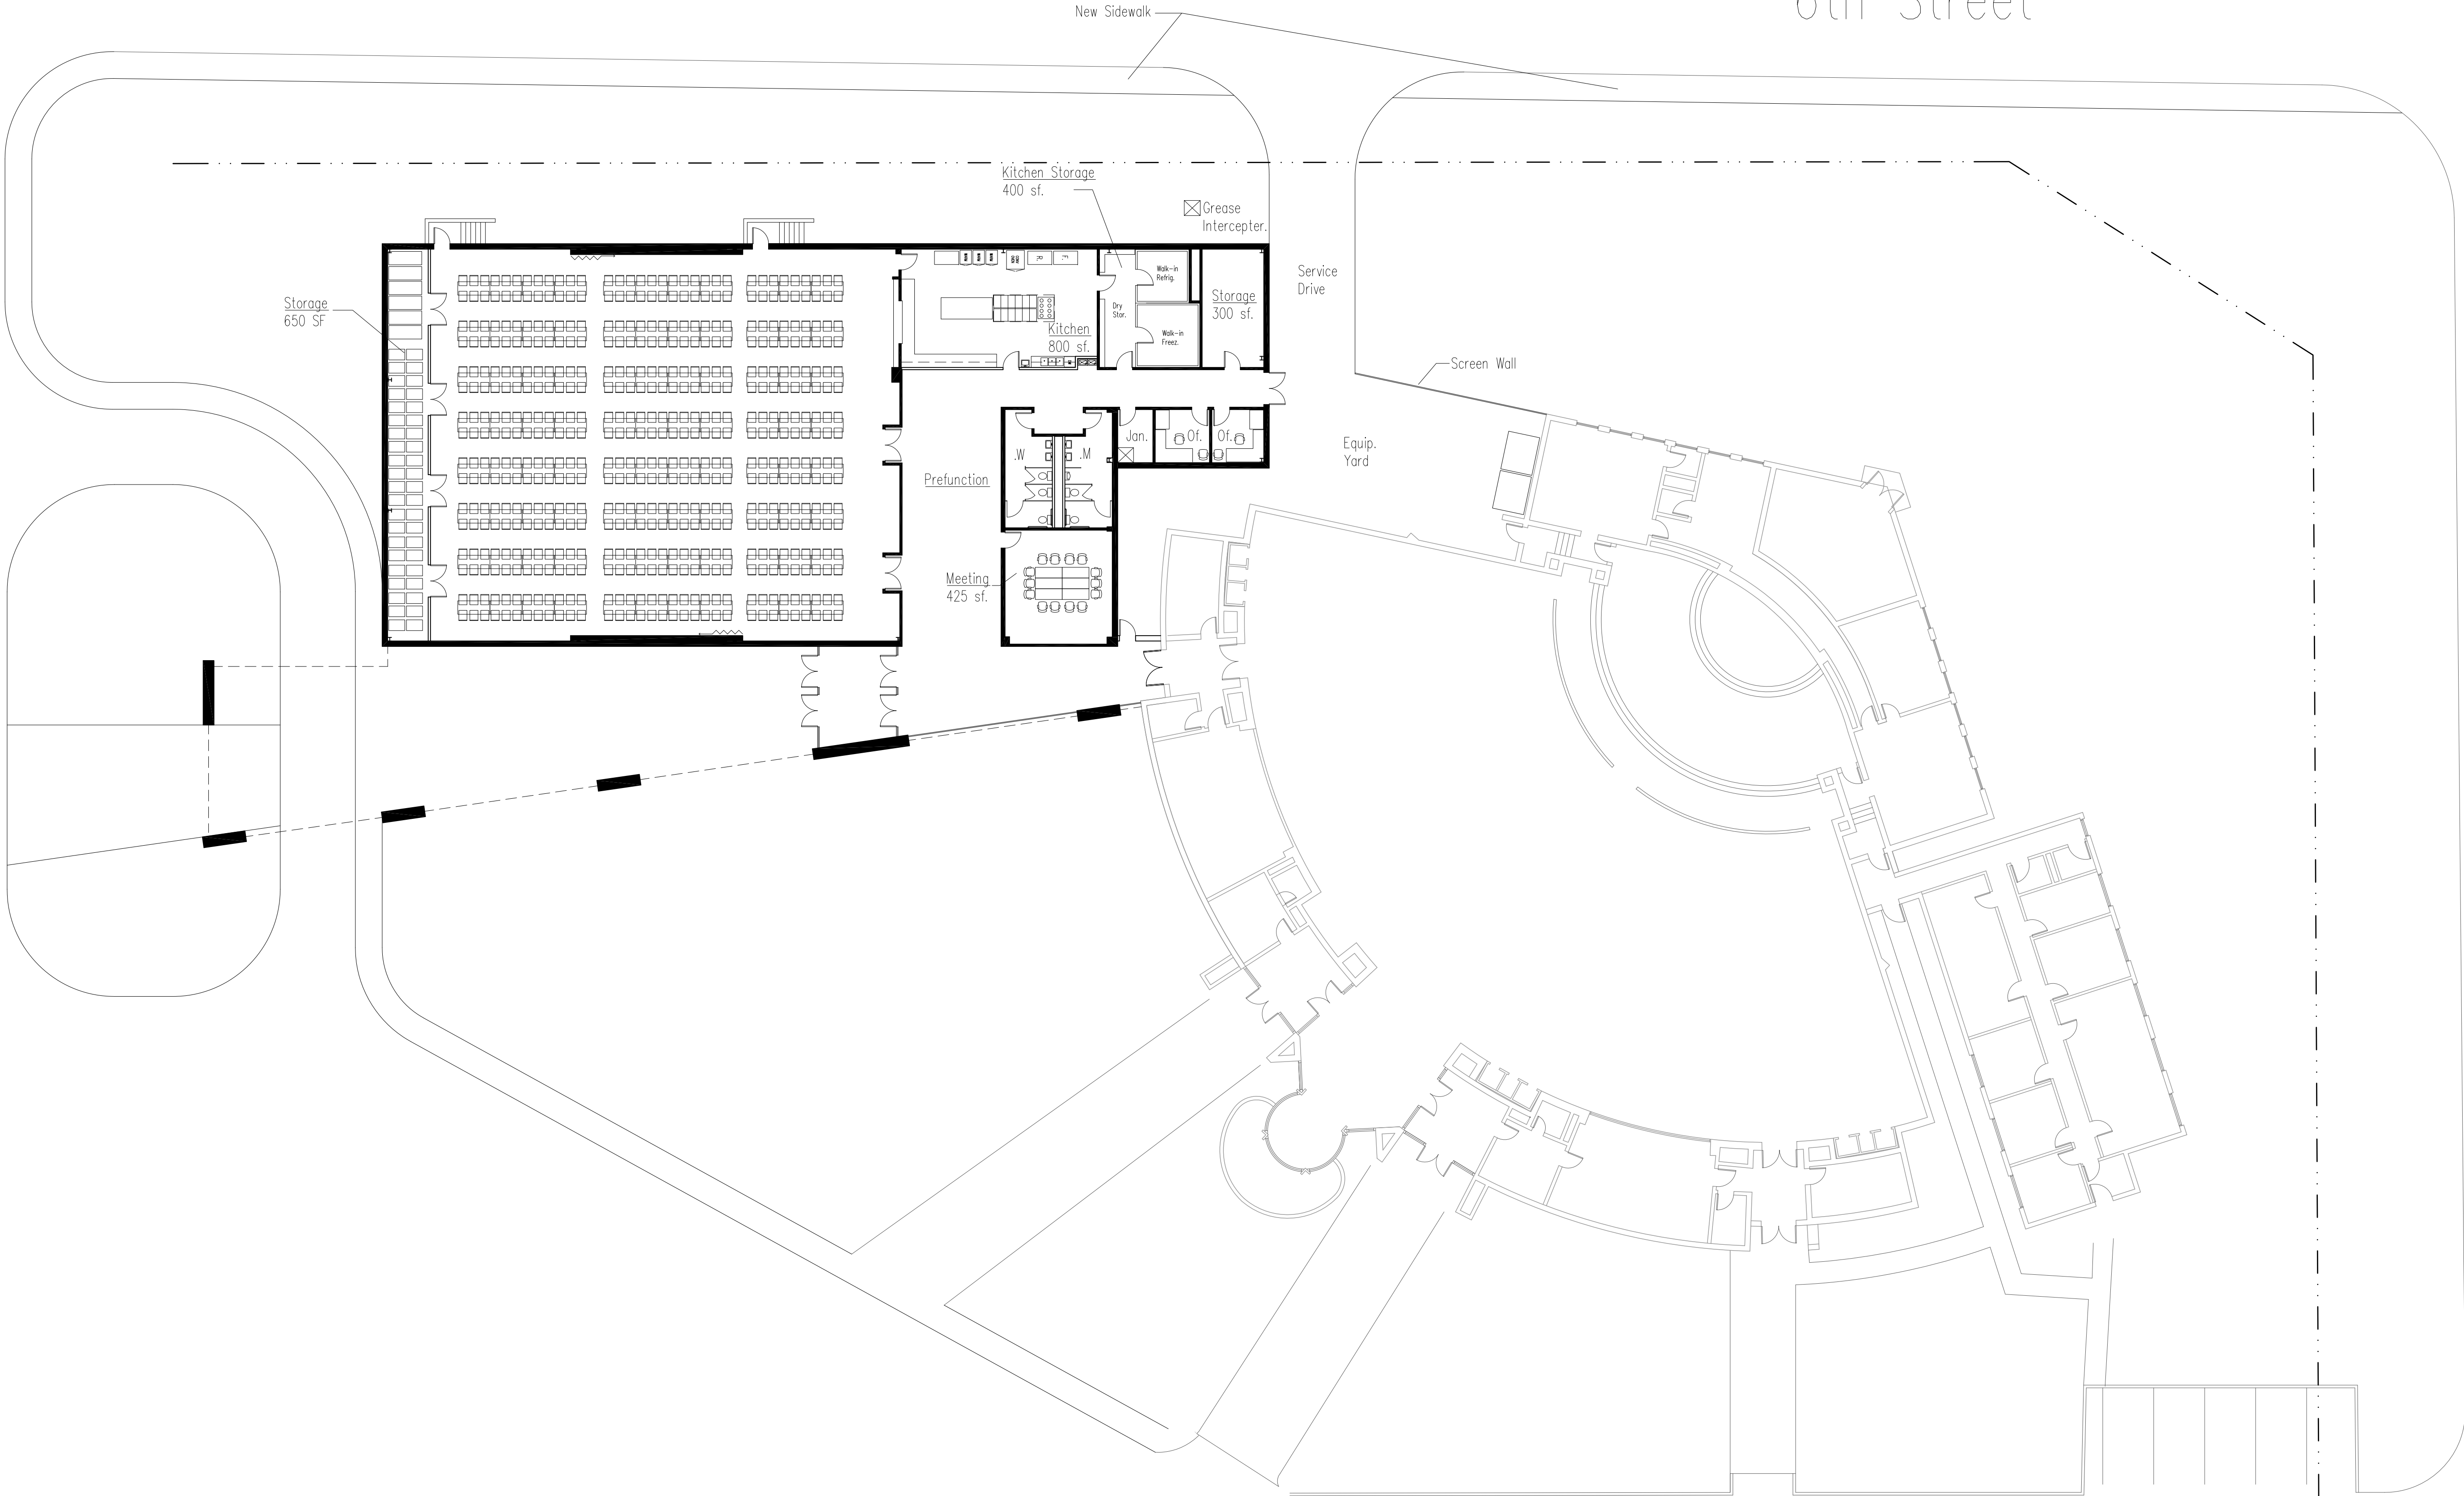 6th Street
New Sidewalk
Kitchen Storage
400 sf.
Grease
Intercepter.
Service
Drive
Storage
650 SF
R.
F.
Walk-in
Refrig.
Dry
Stor.
Storage
300 sf.
Kitchen
800 sf.
Walk-in
Freez.
Screen Wall
Jan.
Of.
Of.
Equip.
Yard
.W
.M
Prefunction
Meeting
425 sf.